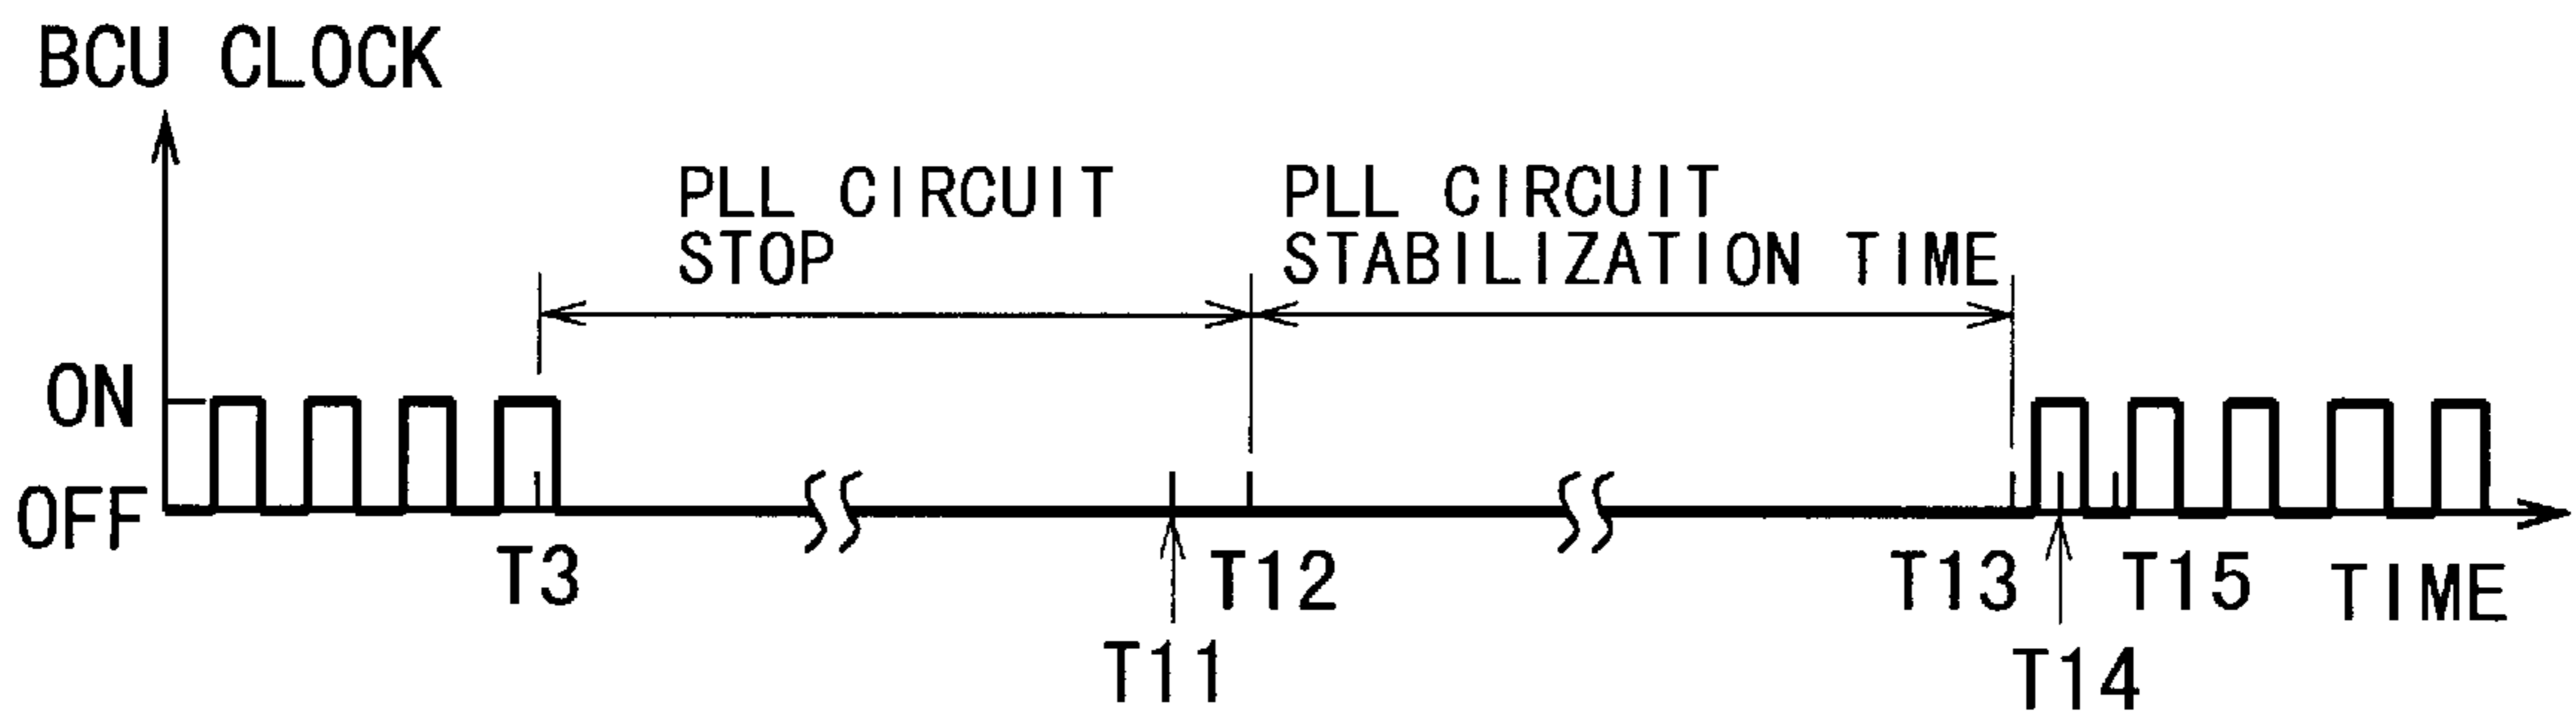 BCU CLOCK
PLL CIRCUIT
STOP
PLL CIRCUIT
STABILIZATION TIME
ON
OFF
T3
T11
T12
T13
T14
T15
TIME